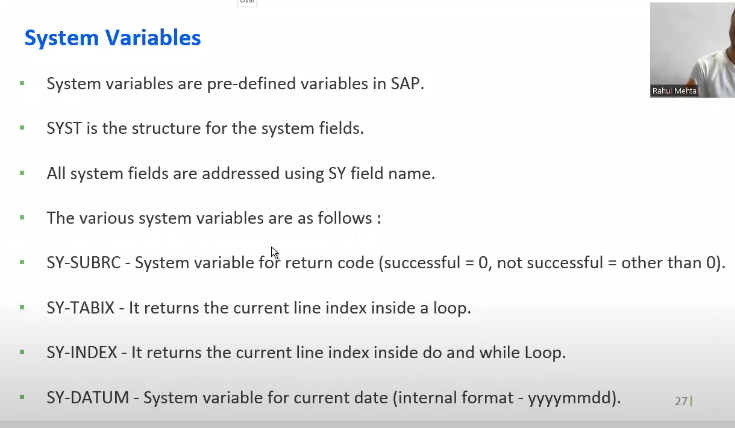 System Variables
Rahul Mehta
▪ System variables are pre-defined variables in SAP.
▪ SYST is the structure for the system fields.
▪ All system fields are addressed using SY field name.
▪ The various system variables are as follows :
▪ SY-SUBRC - System variable for return code (successful = 0, not successful = other than 0).
▪ SY-TABIX - It returns the current line index inside a loop.
▪ SY-INDEX - It returns the current line index inside do and while Loop.
▪ SY-DATUM - System variable for current date (internal format - yyyymmdd).
27|